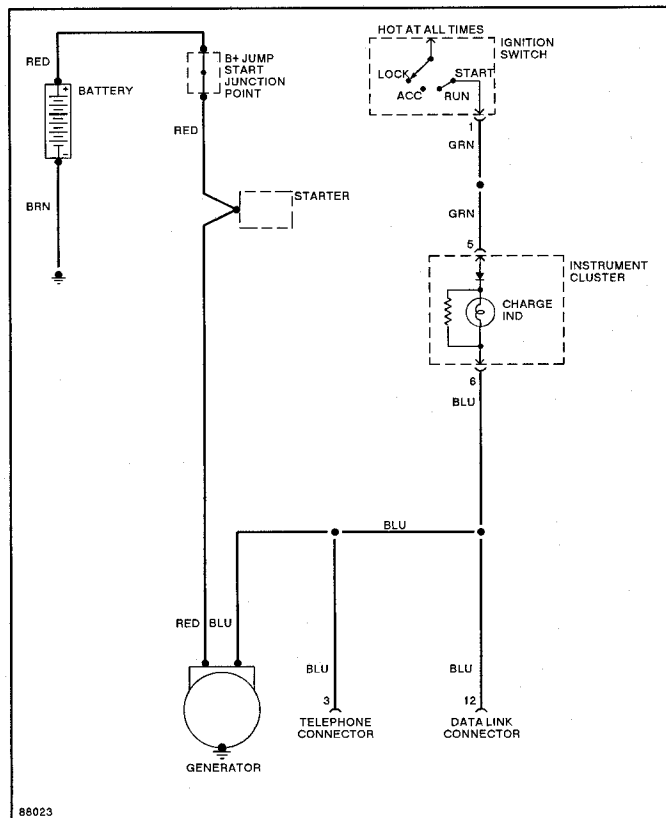 HOT AT ALL TIMES
IGNITION
SWITCH
LOCK
START
ACC
RUN
1
GRN
GRN
5
INSTRUMENT
CLUSTER
CHARGE
IND
6
BLU
RED
BATTERY
+
-
BRN
B+ JUMP
START
JUNCTION
POINT
RED
STARTER
BLU
RED BLU
BLU
BLU
3
12
TELEPHONE
CONNECTOR
DATA LINK
CONNECTOR
GENERATOR
88023